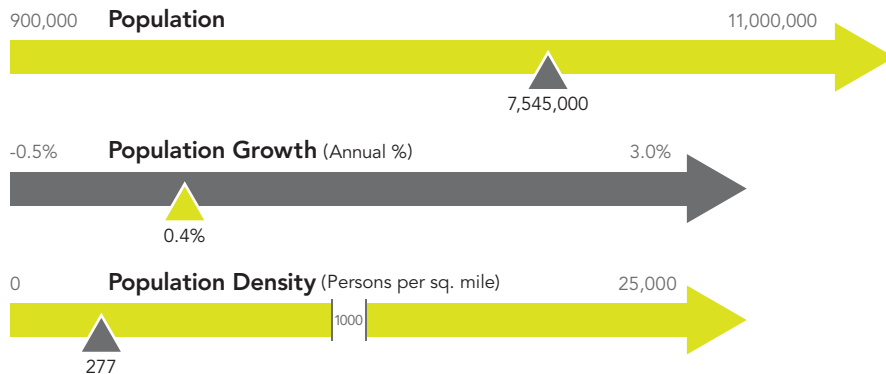 900,000 Population 11,000,000
7,545,000
-0.5% Population Growth (Annual %) 3.0%
0.4%
0 Population Density (Persons per sq. mile) 25,000
1000
277